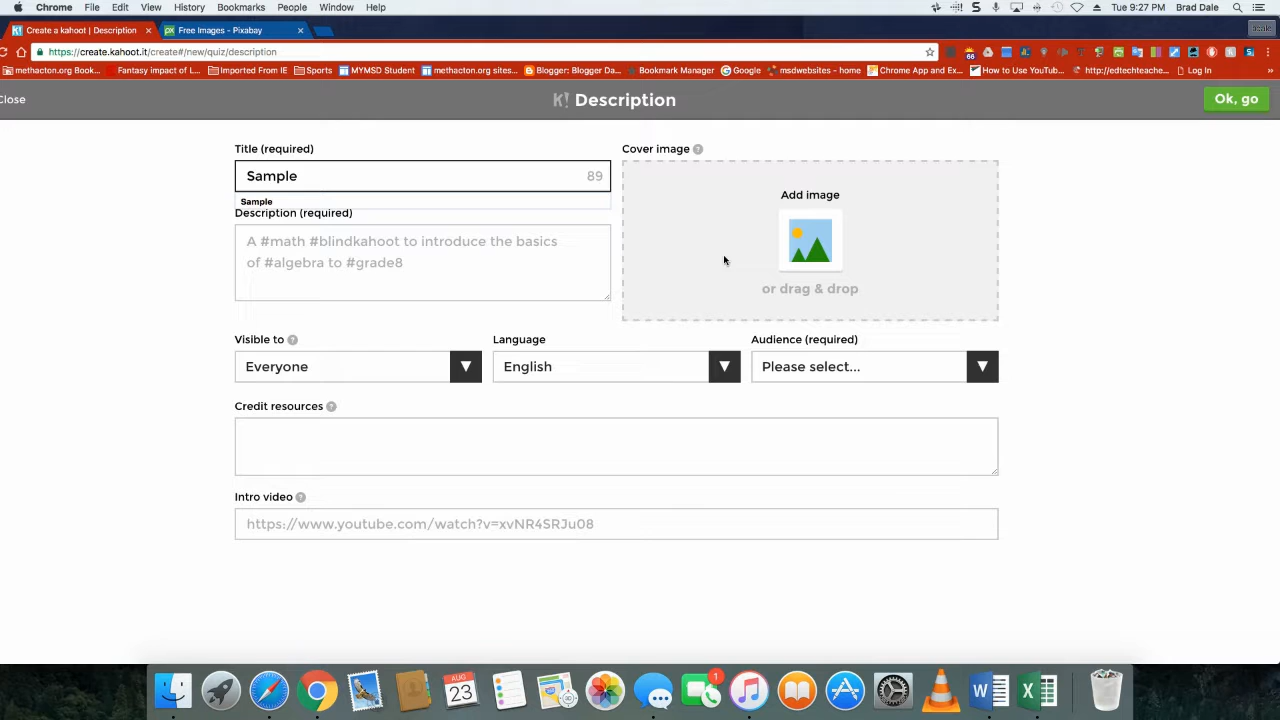 Chrome File Edit View History Bookmarks People Window Help Tue 9:27 PM Brad Dale
Create a kahoot | Description Free Images - Pixabay
https://create.kahoot.it/create#/new/quiz/description
methacton.org Book... Fantasy impact of L... Imported From IE Sports MYMSD Student methacton.org sites... Blogger: Blogger Da... Bookmark Manager Google msdwebsites - home Chrome App and Ex... How to Use YouTub... http://edtechteache... Log In
Close K! Description Ok, go
Title (required) Cover image ?
Sample 89
Sample
Add image
Description (required)
A #math #blindkahoot to introduce the basics
of #algebra to #grade8
or drag & drop
Visible to ? Language Audience (required)
Everyone English Please select...
Credit resources ?
Intro video ?
https://www.youtube.com/watch?v=xvNR4SRJu08
AUG
23
1